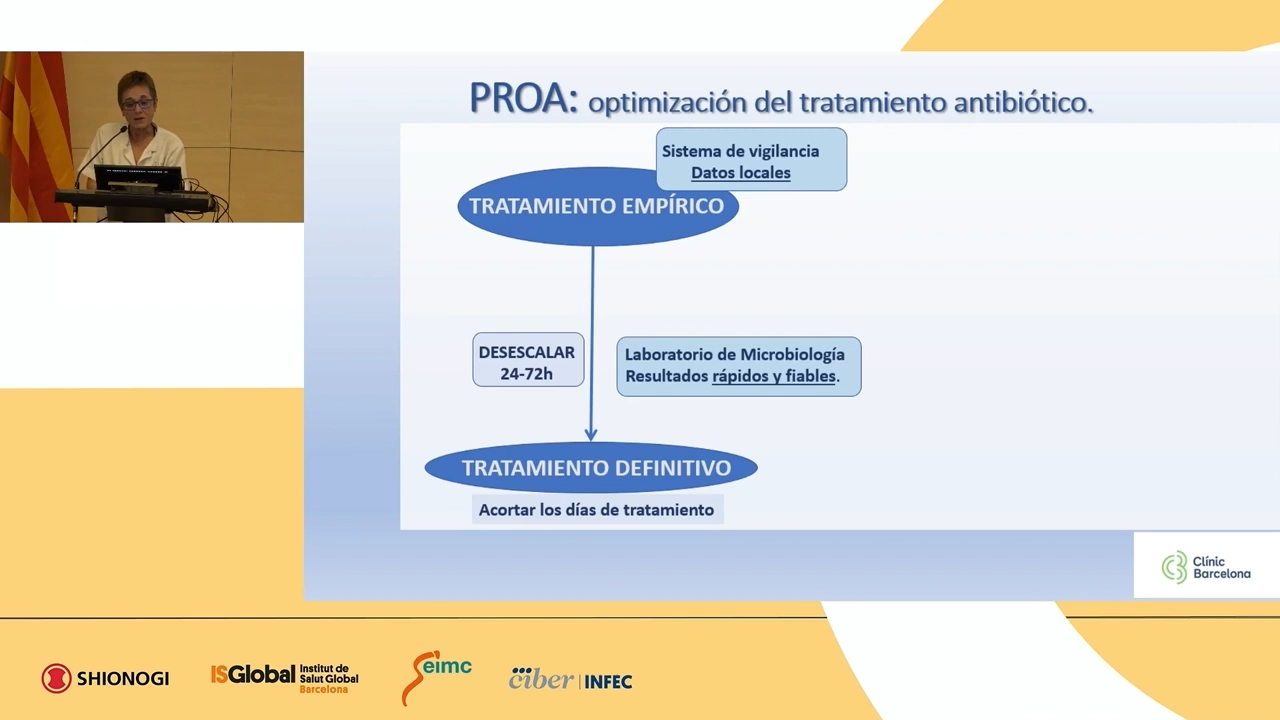 PROA: optimización del tratamiento antibiótico.
Sistema de vigilancia
Datos locales
TRATAMIENTO EMPÍRICO
DESESCALAR
24-72h
Laboratorio de Microbiología
Resultados rápidos y fiables.
TRATAMIENTO DEFINITIVO
Acortar los días de tratamiento
Clínic
Barcelona
SHIONOGI
ISGlobal Institut de
Salut Global
Barcelona
Seimc
ciber INFEC